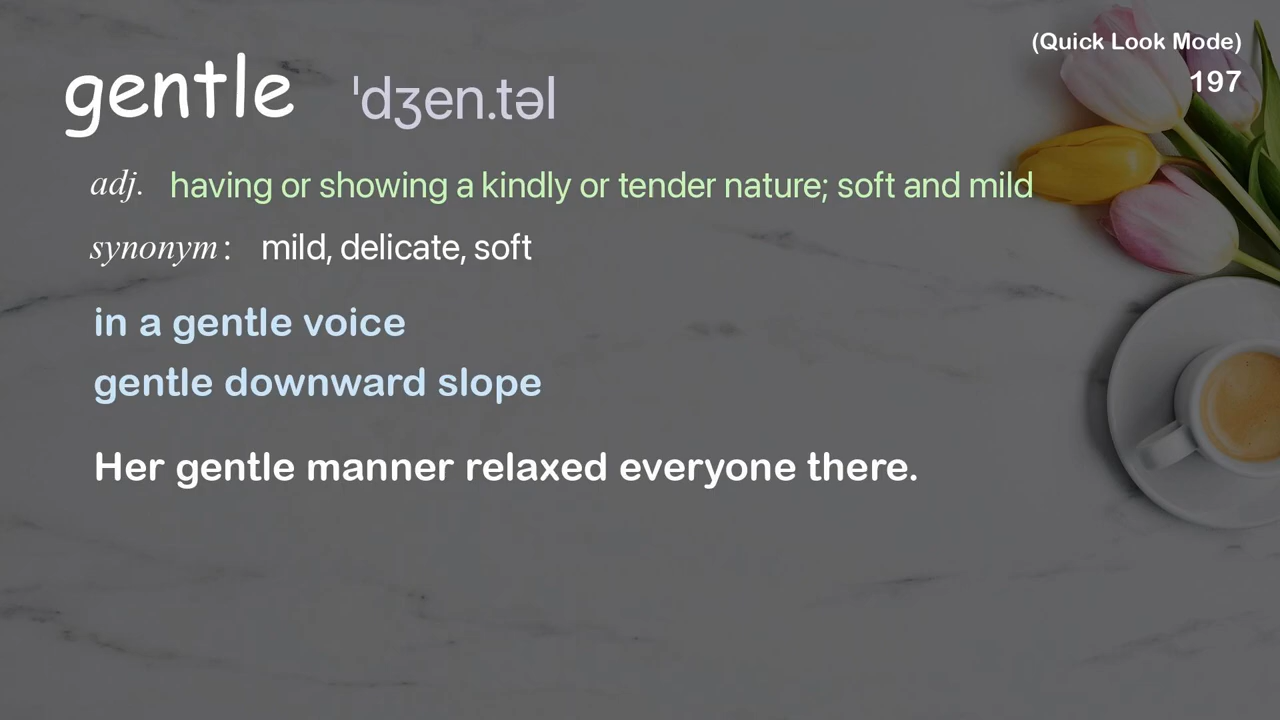 (Quick Look Mode)
197
gentle ˈdʒen.təl
adj. having or showing a kindly or tender nature; soft and mild
synonym: mild, delicate, soft
in a gentle voice
gentle downward slope
Her gentle manner relaxed everyone there.